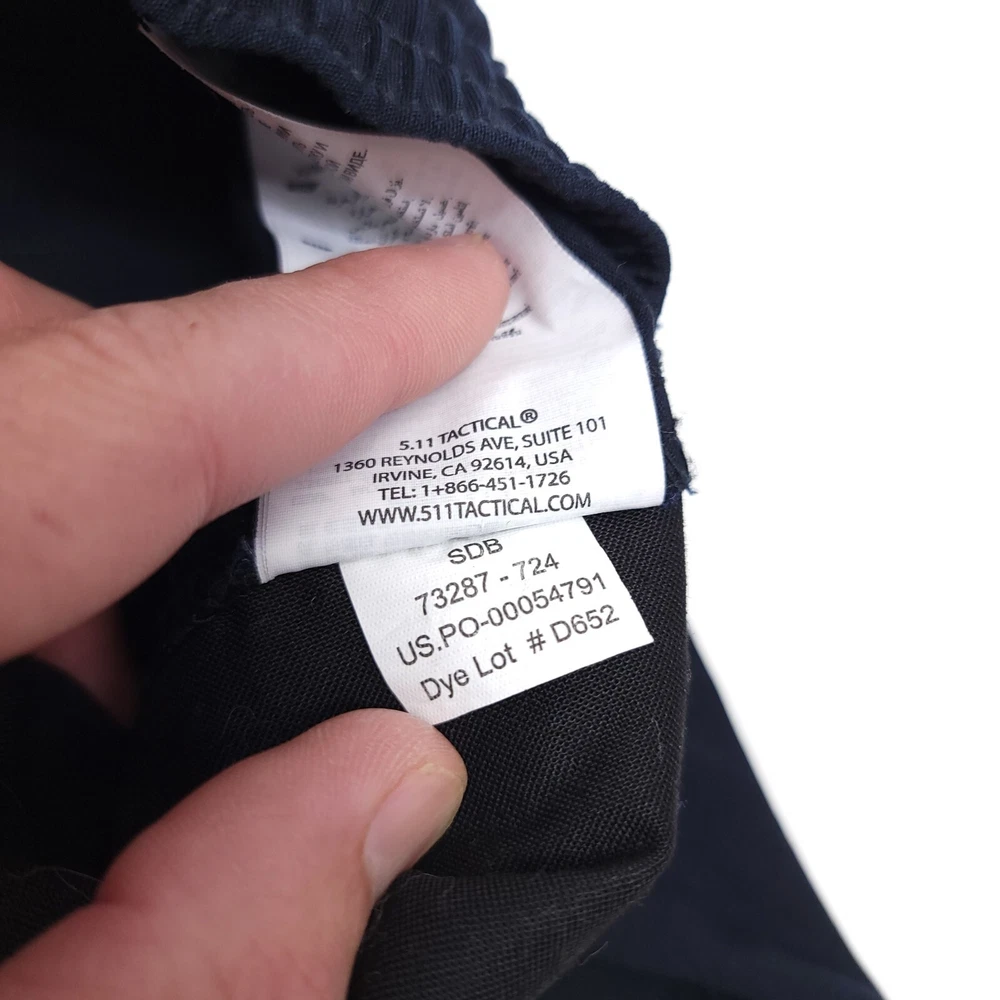 ВИДЕ.
5.11 TACTICAL®
1360 REYNOLDS AVE, SUITE 101
IRVINE, CA 92614, USA
TEL: 1+866-451-1726
WWW.511TACTICAL.COM
SDB
73287 - 724
US.PO-00054791
Dye Lot # D652